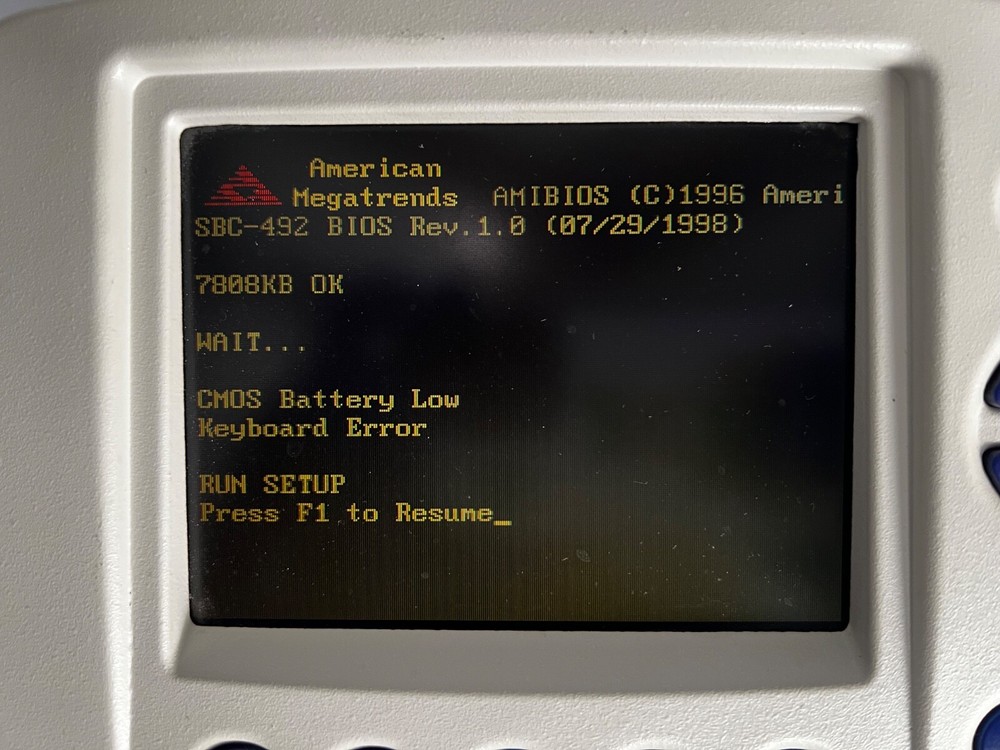 American
Megatrends AMIBIOS (C)1996 Ameri
SBC-492 BIOS Rev.1.0 (07/29/1998)
7808KB OK
WAIT...
CMOS Battery Low
Keyboard Error
RUN SETUP
Press F1 to Resume_